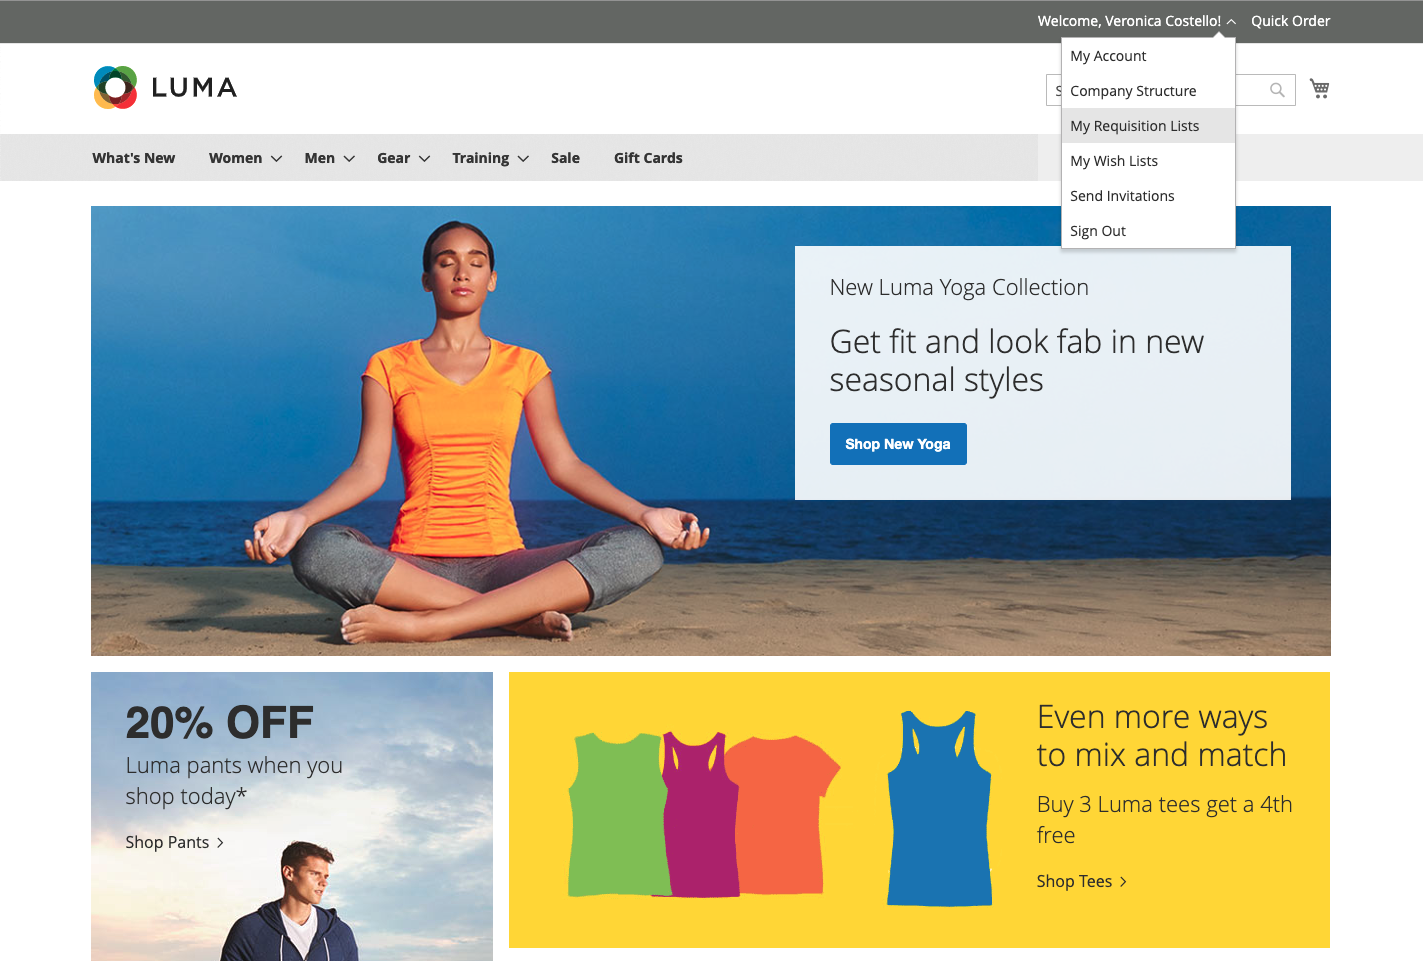 Welcome, Veronica Costello!
Quick Order
My Account
Company Structure
My Requisition Lists
My Wish Lists
Send Invitations
Sign Out
LUMA
What's New
Women
Men
Gear
Training
Sale
Gift Cards
New Luma Yoga Collection
Get fit and look fab in new
seasonal styles
Shop New Yoga
20% OFF
Luma pants when you
shop today*
Shop Pants
Even more ways
to mix and match
Buy 3 Luma tees get a 4th
free
Shop Tees